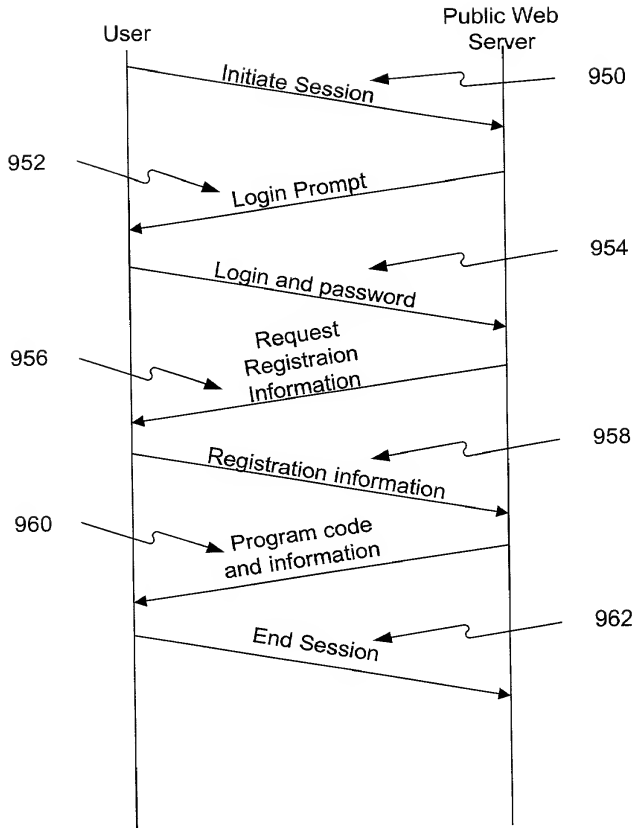 User
Public Web
Server
Initiate Session
950
952
Login Prompt
954
Login and password
956
Request
Registraion
Information
958
Registration information
960
Program code
and information
962
End Session